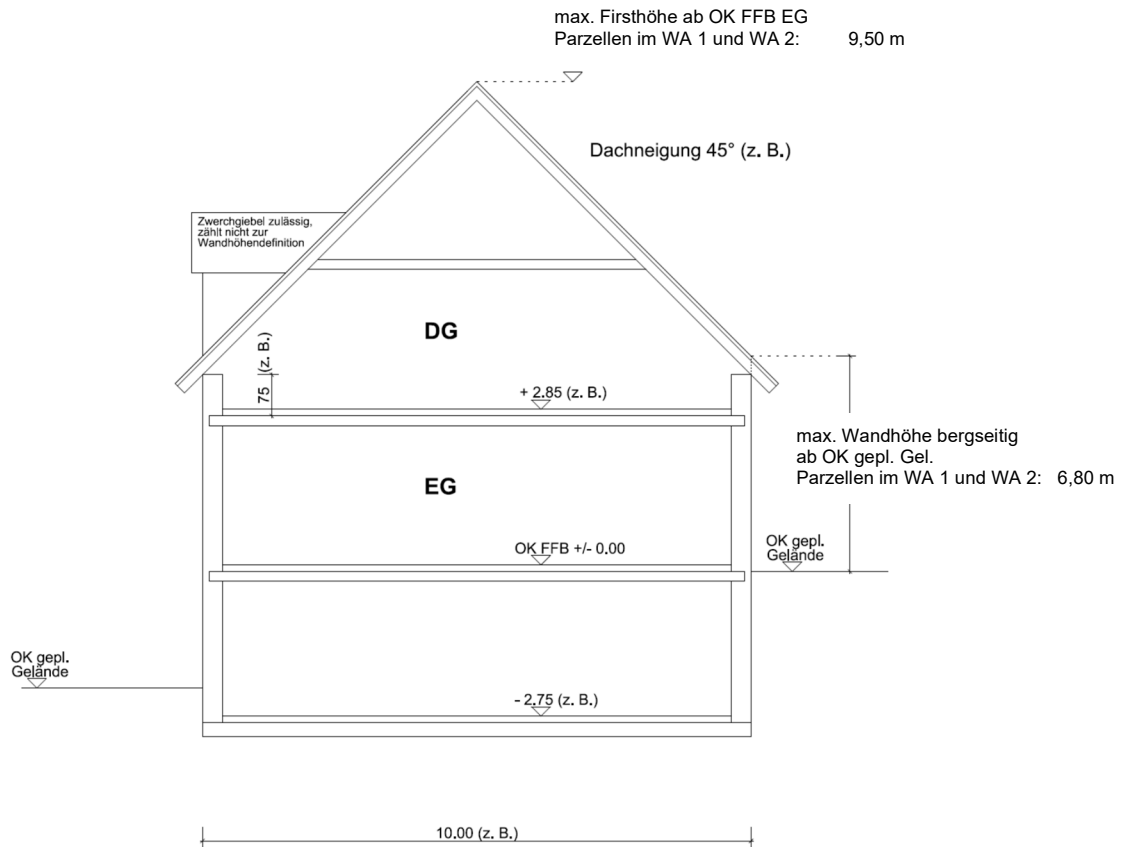 max. Firsthöhe ab OK FFB EG
Parzellen im WA 1 und WA 2: 9,50 m
Dachneigung 45° (z. B.)
Zwerchgiebel zulässig,
zählt nicht zur
Wandhöhendefinition
DG
75 (z. B.)
+ 2.85 (z. B.)
max. Wandhöhe bergseitig
ab OK gepl. Gel.
Parzellen im WA 1 und WA 2: 6,80 m
EG
OK FFB +/- 0.00
OK gepl.
Gelände
OK gepl.
Gelände
- 2.75 (z. B.)
10.00 (z. B.)